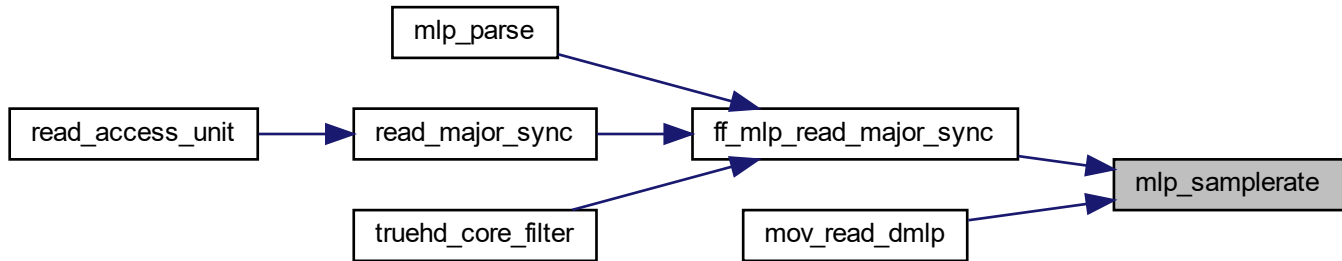 mlp_parse
read_access_unit
read_major_sync
ff_mlp_read_major_sync
mlp_samplerate
truehd_core_filter
mov_read_dmlp